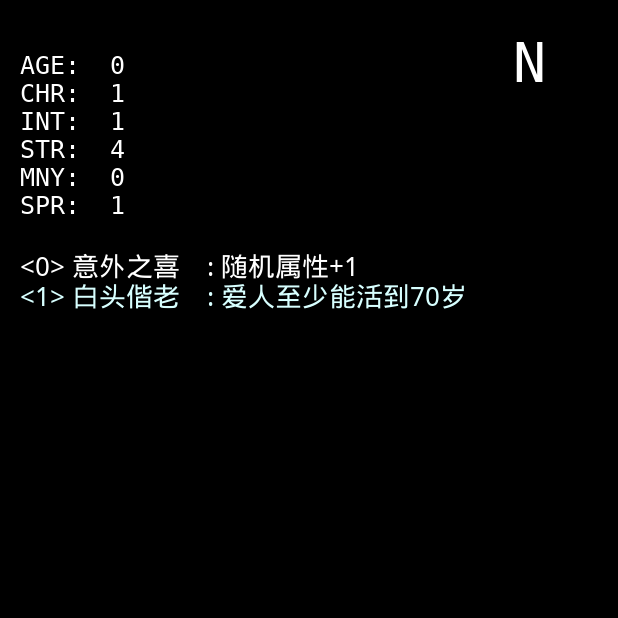 N
AGE: 0
CHR: 1
INT: 1
STR: 4
MNY: 0
SPR: 1
<0> 意外之喜 : 随机属性+1
<1> 白头偕老 : 爱人至少能活到70岁